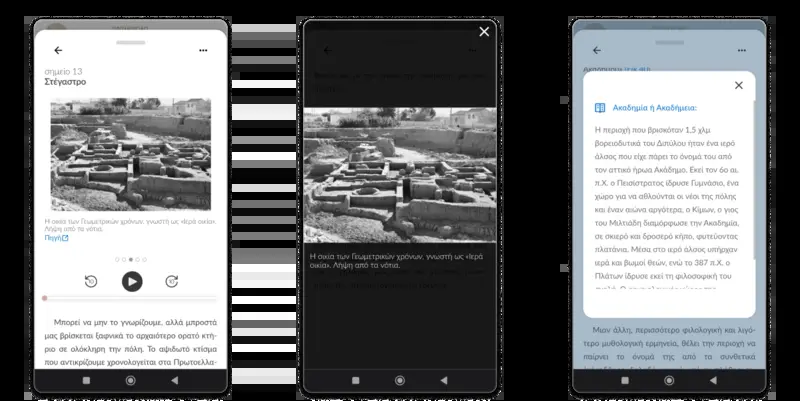 σημείο 13
Στέγαστρο
Η οικία των Γεωμετρικών χρόνων, γνωστή ως «Ιερά οικία».
Λήψη από τα νότια.
Πηγή
Μπορεί να μην το γνωρίζουμε, αλλά μπροστά
μας βρίσκεται ξαφνικά το αρχαιότερο ορατό κτή-
ριο σε ολόκληρη την πόλη. Το αψιδωτό κτίσμα
που αντικρίζουμε χρονολογείται στα Πρωτοελλα-
Η οικία των Γεωμετρικών χρόνων, γνωστή ως «Ιερά
οικία». Λήψη από τα νότια.
Ακαδημία ή Ακαδήμεια:
Η περιοχή που βρισκόταν 1,5 χλμ
βορειοδυτικά του Διπύλου ήταν ένα ιερό
άλσος που είχε πάρει το όνομά του από
τον αττικό ήρωα Ακάδημο. Εκεί τον 6ο αι.
π.Χ. ο Πεισίστρατος ίδρυσε Γυμνάσιο, ένα
χώρο για να αθλούνται οι νέοι της πόλης
και έναν αιώνα αργότερα, ο Κίμων, ο γιος
του Μιλτιάδη διαμόρφωσε την Ακαδημία,
σε σκιερό και δροσερό κήπο, φυτεύοντας
πλατάνια. Μέσα στο ιερό άλσος υπήρχαν
ιερά και βωμοί θεών, ενώ το 387 π.Χ. ο
Πλάτων ίδρυσε εκεί τη φιλοσοφική του
Μιαν άλλη, περισσότερο φιλολογική και λιγό-
τερο μυθολογική ερμηνεία, θέλει την περιοχή να
παίρνει το όνομά της από τα συνθετικά